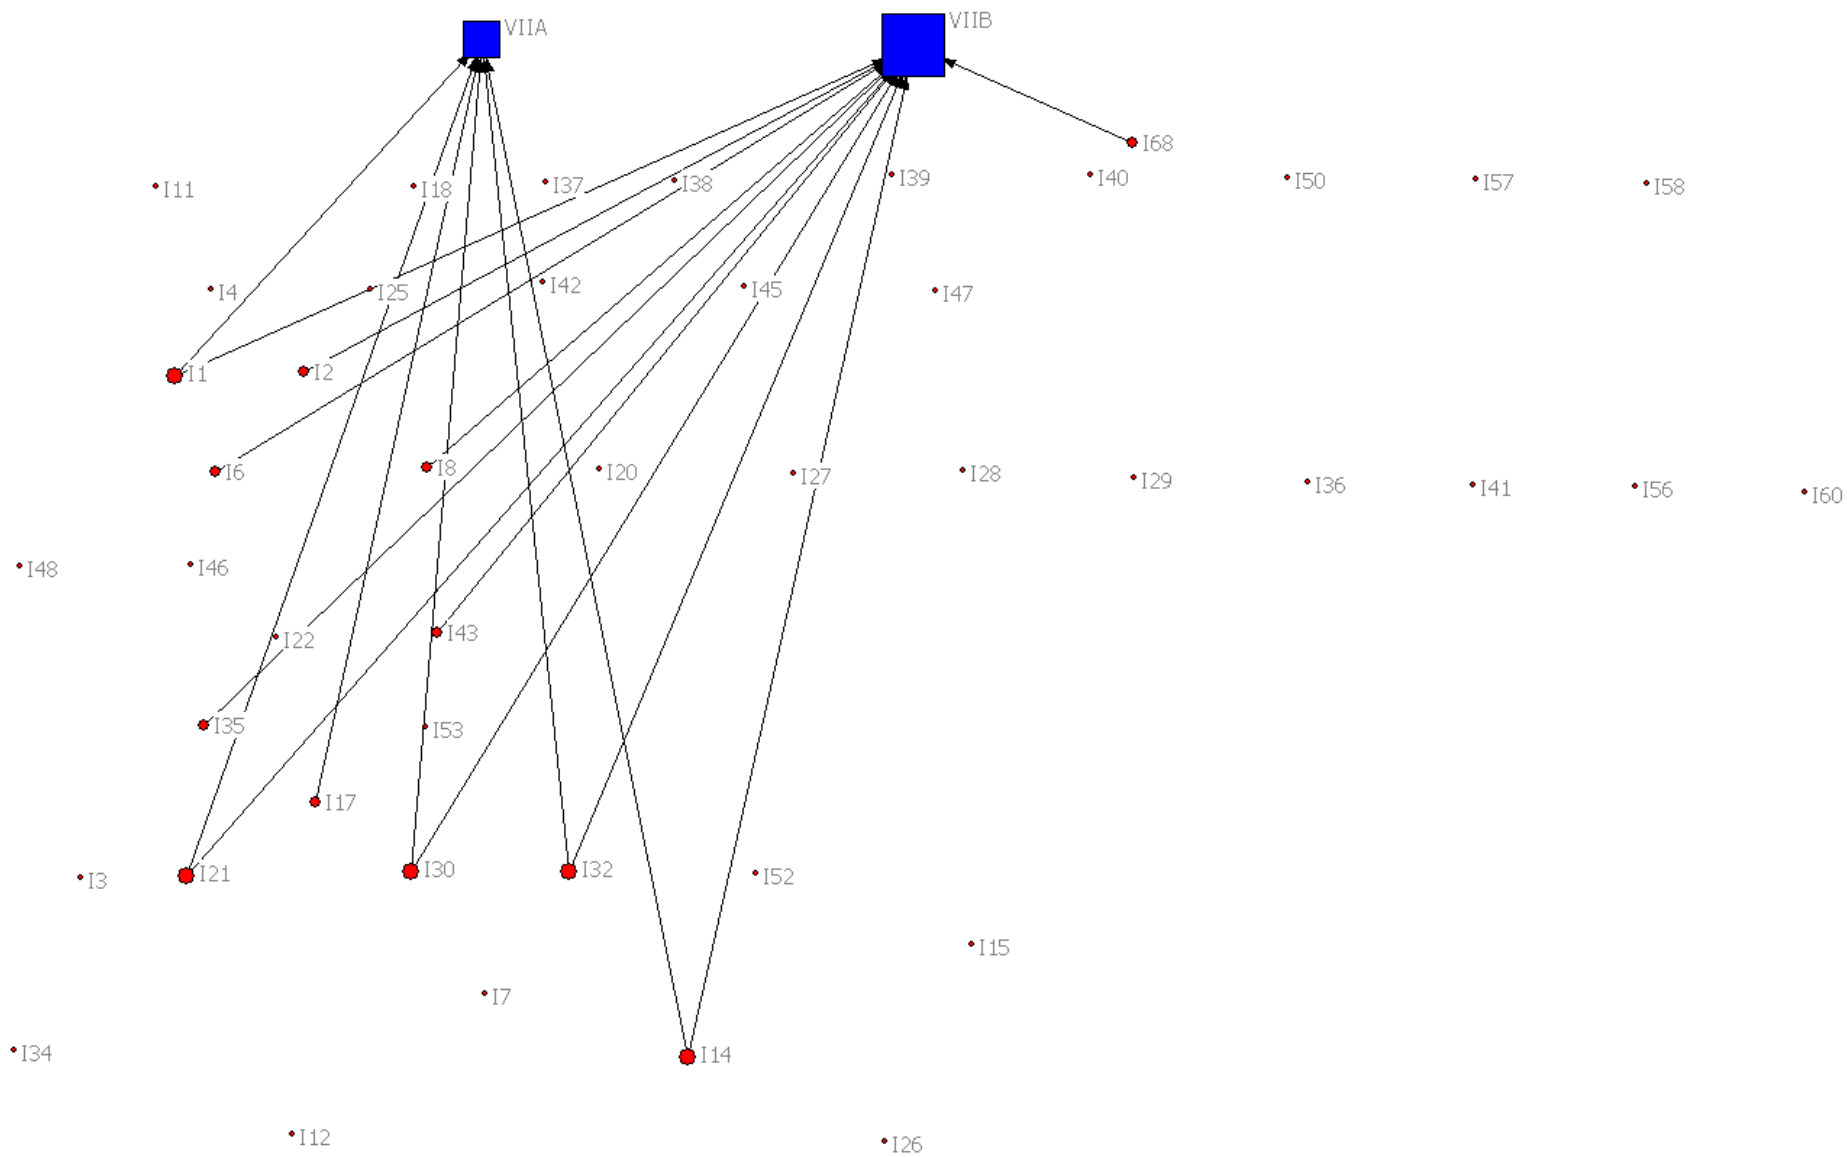 VIIA VIIB
I68
I11 I18 I37 I38 I39 I40 I50 I57 I58
I4 I25 I42 I45 I47
I1 I2
I6 I8 I20 I27 I28 I29 I36 I41 I56 I60
I48 I46
I22 I43
I35 I53
I17
I3 I21 I30 I32 I52
I15
I7
I34 I14
I12 I26